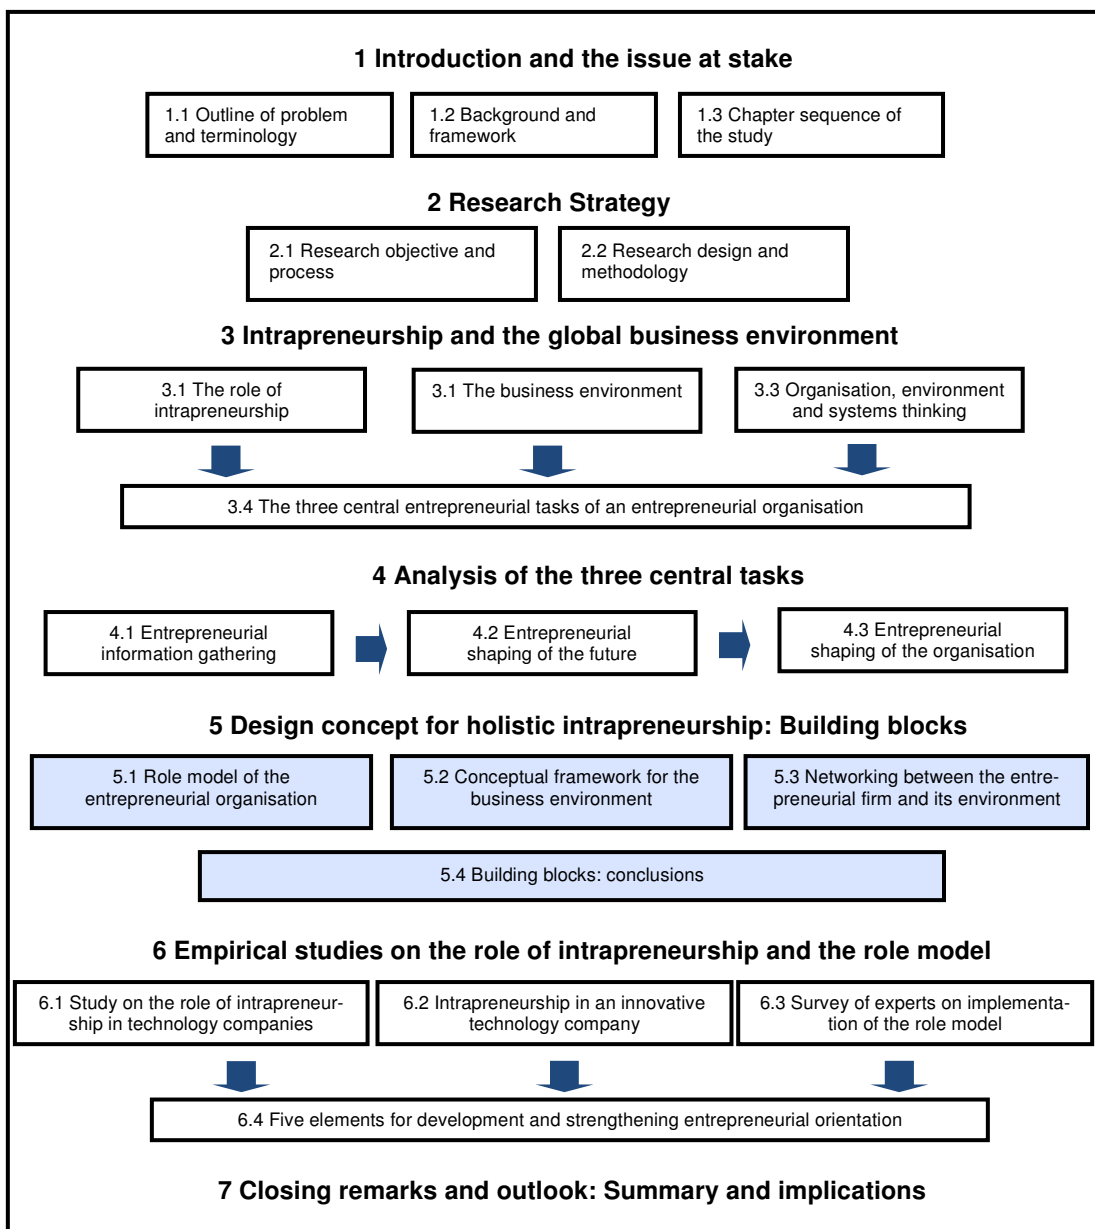 1 Introduction and the issue at stake
1.1 Outline of problem
and terminology
1.2 Background and
framework
1.3 Chapter sequence of
the study
2 Research Strategy
2.1 Research objective and
process
2.2 Research design and
methodology
3 Intrapreneurship and the global business environment
3.1 The role of
intrapreneurship
3.1 The business environment
3.3 Organisation, environment
and systems thinking
3.4 The three central entrepreneurial tasks of an entrepreneurial organisation
4 Analysis of the three central tasks
4.1 Entrepreneurial
information gathering
4.2 Entrepreneurial
shaping of the future
4.3 Entrepreneurial
shaping of the organisation
5 Design concept for holistic intrapreneurship: Building blocks
5.1 Role model of the
entrepreneurial organisation
5.2 Conceptual framework for the
business environment
5.3 Networking between the entre-
preneurial firm and its environment
5.4 Building blocks: conclusions
6 Empirical studies on the role of intrapreneurship and the role model
6.1 Study on the role of intrapreneur-
ship in technology companies
6.2 Intrapreneurship in an innovative
technology company
6.3 Survey of experts on implementa-
tion of the role model
6.4 Five elements for development and strengthening entrepreneurial orientation
7 Closing remarks and outlook: Summary and implications